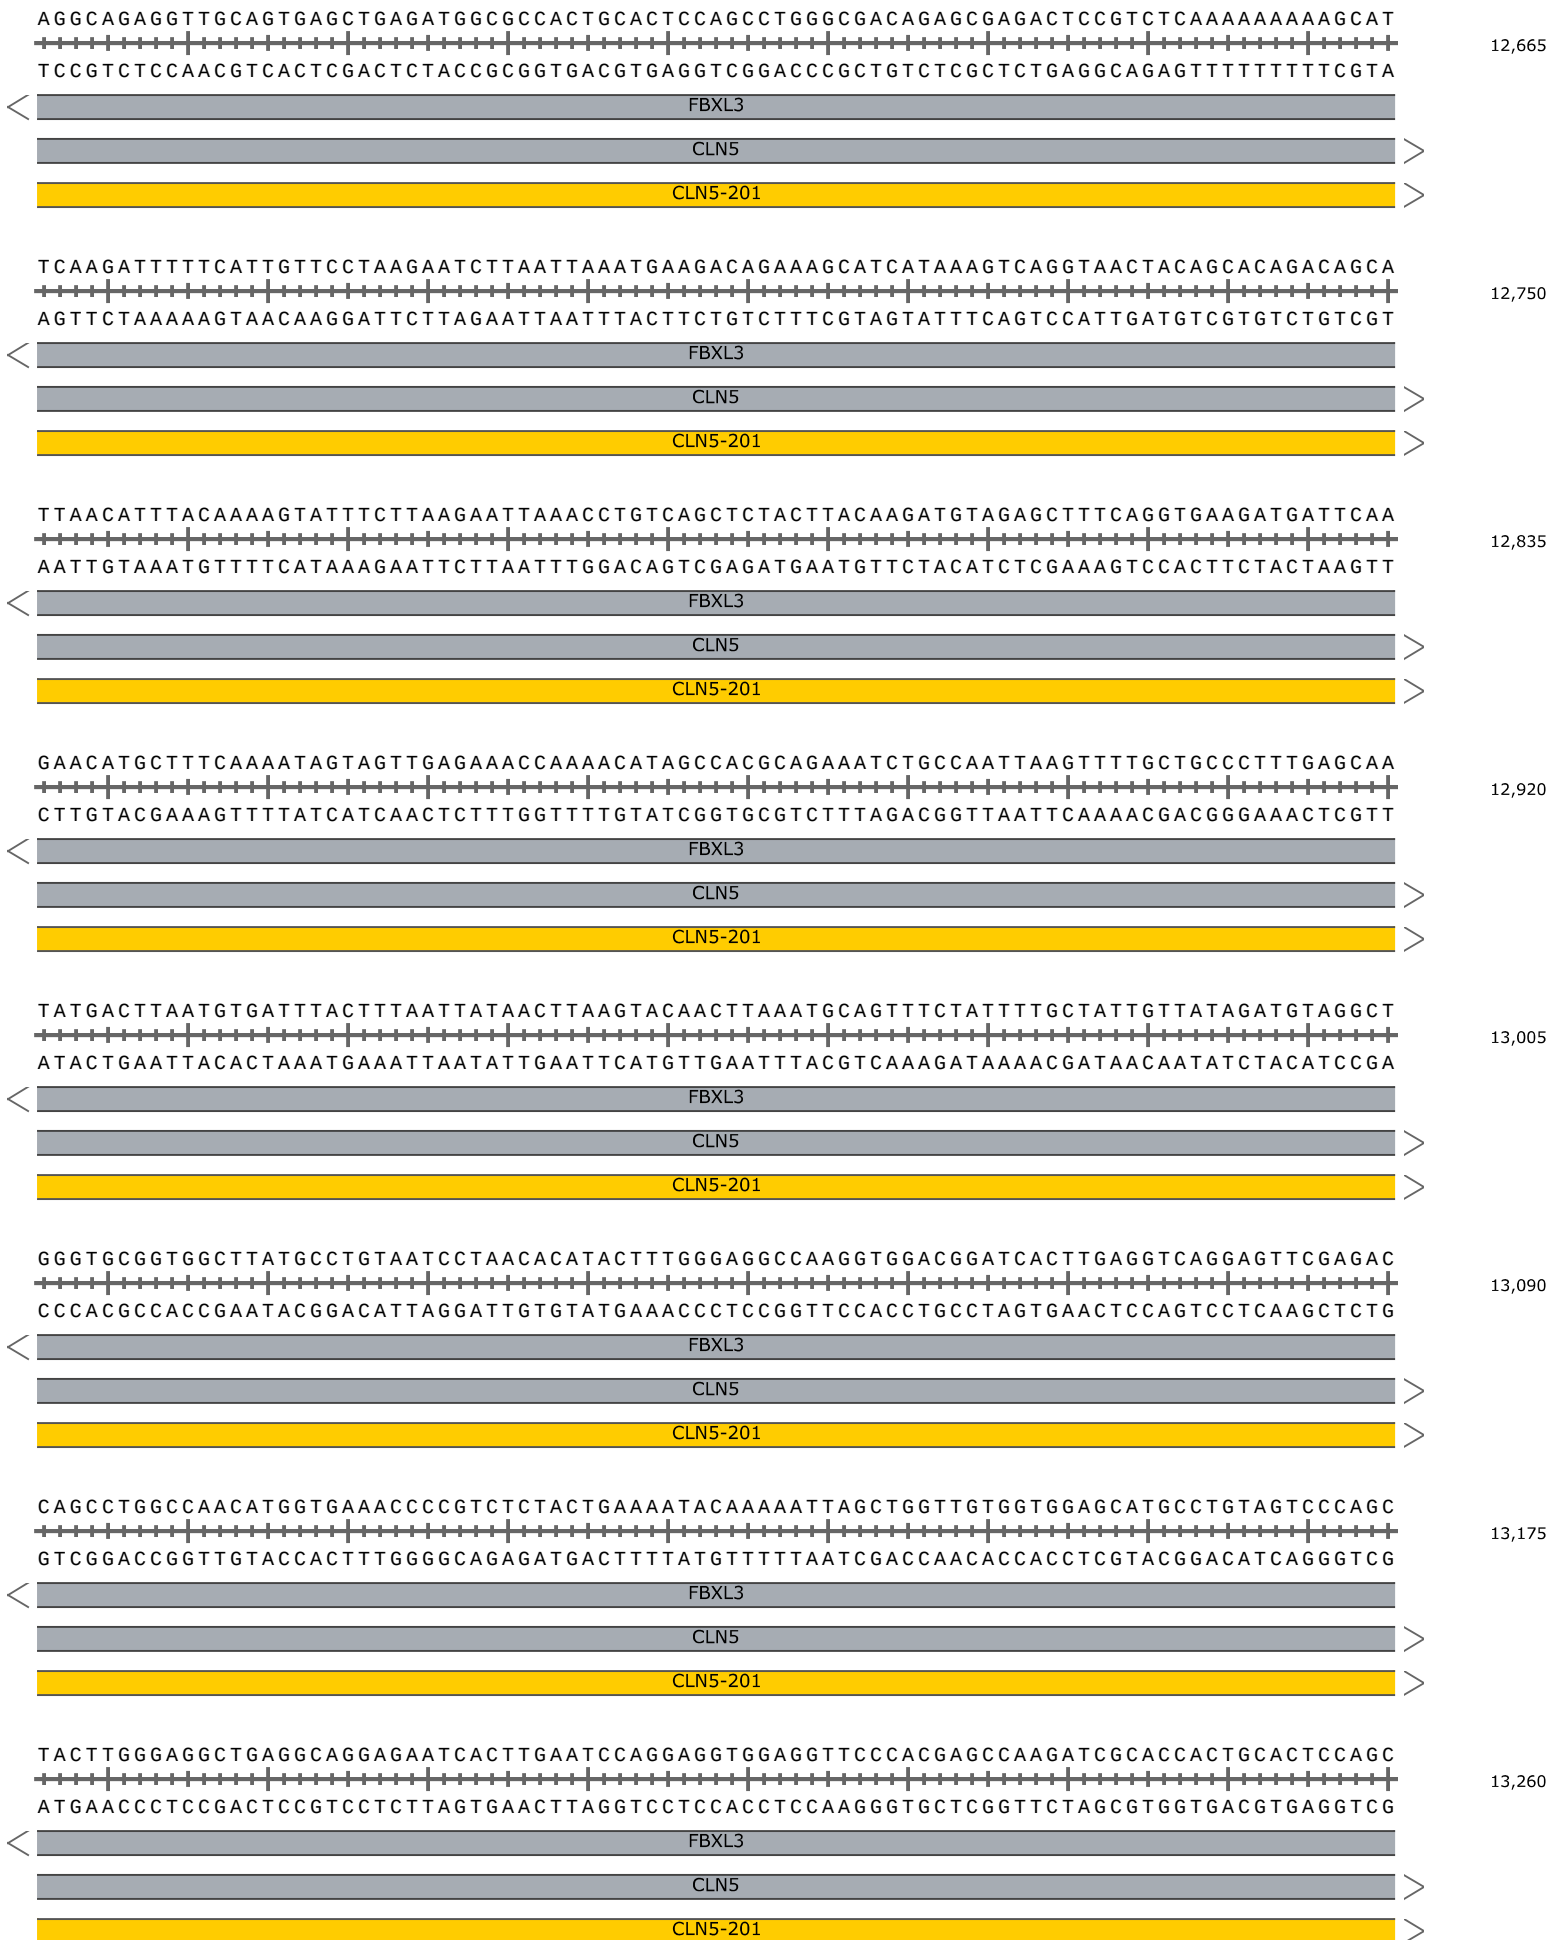 AGGCAGAGGTTGCAGTGAGCTGAGATGGCGCCACTGCACTCCAGCCTGGGCGACAGAGCGAGACTCCGTCTCAAAAAAAAAGCAT
12,665
TCCGTCTCCAACGTCACTCGACTCTACCGCGGTGACGTGAGGTCGGACCCGCTGTCTCGCTCTGAGGCAGAGTTTTTTTTTCGTA
FBXL3
CLN5
CLN5-201
TCAAGATTTTTCATTGTTCCTAAGAATCTTAATTAAATGAAGACAGAAAGCATCATAAAGTCAGGTAACTACAGCACAGACAGCA
12,750
AGTTCTAAAAAGTAACAAGGATTCTTAGAATTAATTTACTTCTGTCTTTCGTAGTATTTCAGTCCATTGATGTCGTGTCTGTCGT
FBXL3
CLN5
CLN5-201
TTAACATTTACAAAAGTATTTCTTAAGAATTAAACCTGTCAGCTCTACTTACAAGATGTAGAGCTTTCAGGTGAAGATGATTCAA
12,835
AATTGTAAATGTTTTCATAAAGAATTCTTAATTTGGACAGTCGAGATGAATGTTCTACATCTCGAAAGTCCACTTCTACTAAGTT
FBXL3
CLN5
CLN5-201
GAACATGCTTTCAAAATAGTAGTTGAGAAACCAAAACATAGCCACGCAGAAATCTGCCAATTAAGTTTTGCTGCCCTTTGAGCAA
12,920
CTTGTACGAAAGTTTTATCATCAACTCTTTGGTTTTGTATCGGTGCGTCTTTAGACGGTTAATTCAAAACGACGGGAAACTCGTT
FBXL3
CLN5
CLN5-201
TATGACTTAATGTGATTTACTTTAATTATAACTTAAGTACAACTTAAATGCAGTTTCTATTTTGCTATTGTTATAGATGTAGGCT
13,005
ATACTGAATTACACTAAATGAAATTAATATTGAATTCATGTTGAATTTACGTCAAAGATAAAACGATAACAATATCTACATCCGA
FBXL3
CLN5
CLN5-201
GGGTGCGGTGGCTTATGCCTGTAATCCTAACACATACTTTGGGAGGCCAAGGTGGACGGATCACTTGAGGTCAGGAGTTCGAGAC
13,090
CCCACGCCACCGAATACGGACATTAGGATTGTGTATGAAACCCTCCGGTTCCACCTGCCTAGTGAACTCCAGTCCTCAAGCTCTG
FBXL3
CLN5
CLN5-201
CAGCCTGGCCAACATGGTGAAACCCCGTCTCTACTGAAAATACAAAAATTAGCTGGTTGTGGTGGAGCATGCCTGTAGTCCCAGC
13,175
GTCGGACCGGTTGTACCACTTTGGGGCAGAGATGACTTTTATGTTTTTAATCGACCAACACCACCTCGTACGGACATCAGGGTCG
FBXL3
CLN5
CLN5-201
TACTTGGGAGGCTGAGGCAGGAGAATCACTTGAATCCAGGAGGTGGAGGTTCCCACGAGCCAAGATCGCACCACTGCACTCCAGC
13,260
ATGAACCCTCCGACTCCGTCCTCTTAGTGAACTTAGGTCCTCCACCTCCAAGGGTGCTCGGTTCTAGCGTGGTGACGTGAGGTCG
FBXL3
CLN5
CLN5-201